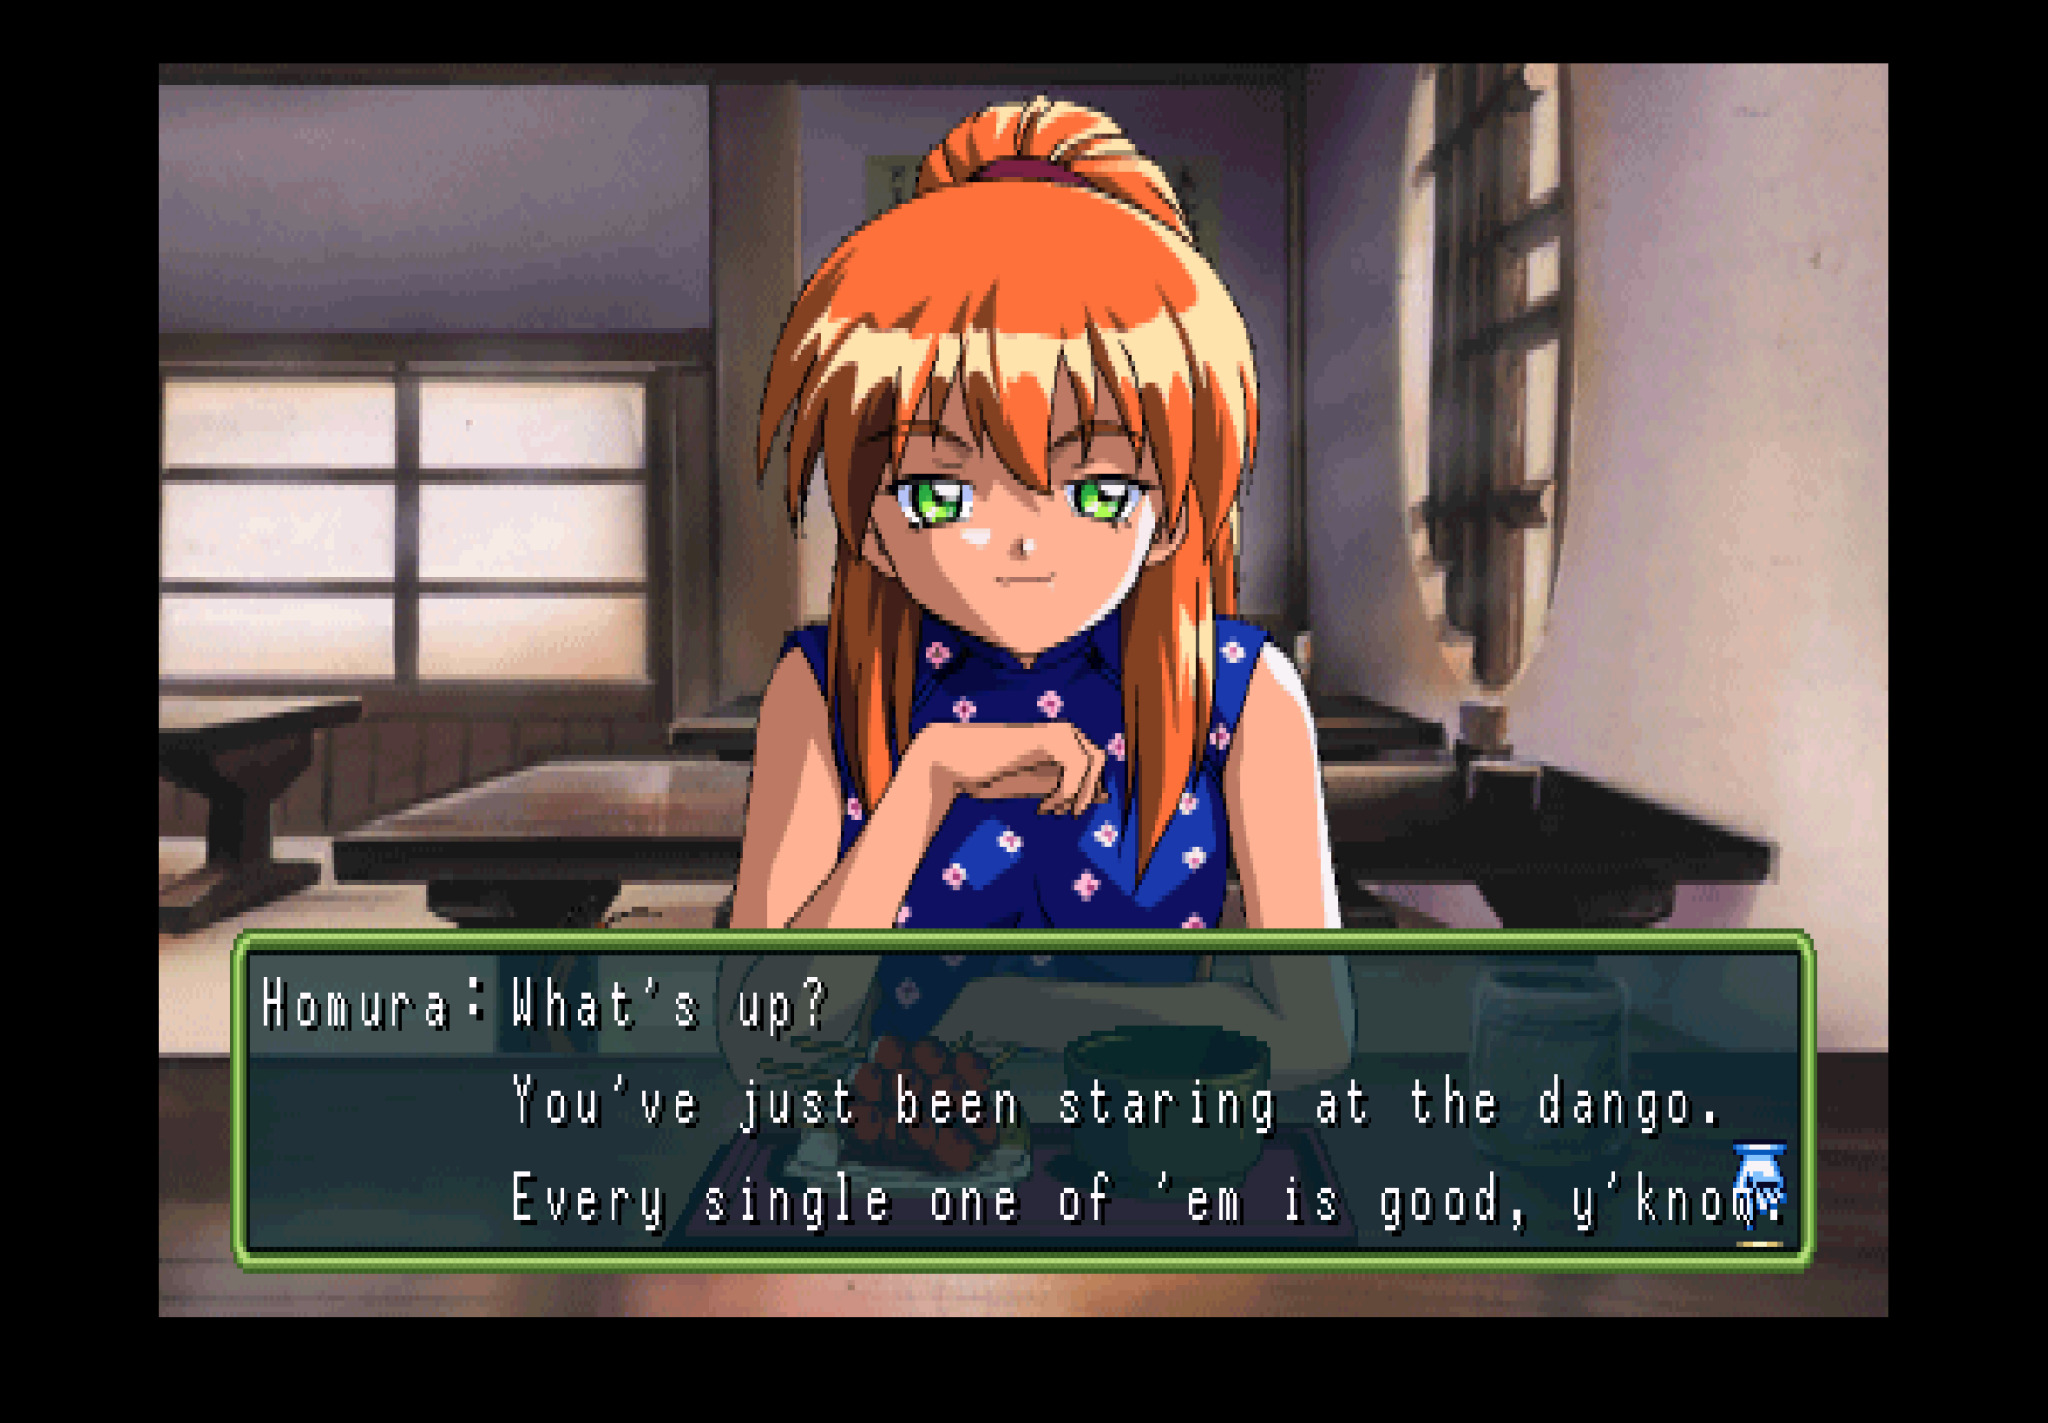 Homura: What's up?
You've just been staring at the dango.
Every single one of 'em is good, y'know.